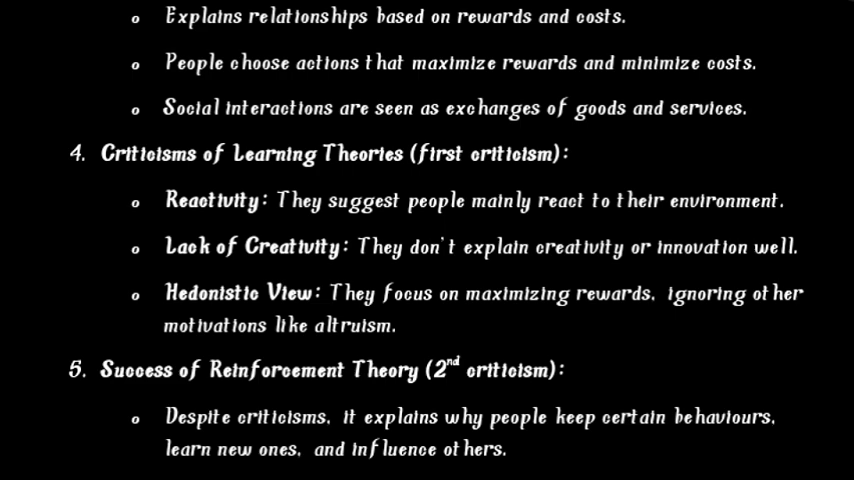 o Explains relationships based on rewards and costs.
o People choose actions that maximize rewards and minimize costs.
o Social interactions are seen as exchanges of goods and services.
4. Criticisms of Learning Theories (first criticism):
o Reactivity: They suggest people mainly react to their environment.
o Lack of Creativity: They don't explain creativity or innovation well.
o Hedonistic View: They focus on maximizing rewards, ignoring other
motivations like altruism.
5. Success of Reinforcement Theory (2nd criticism):
o Despite criticisms, it explains why people keep certain behaviours,
learn new ones, and influence others.